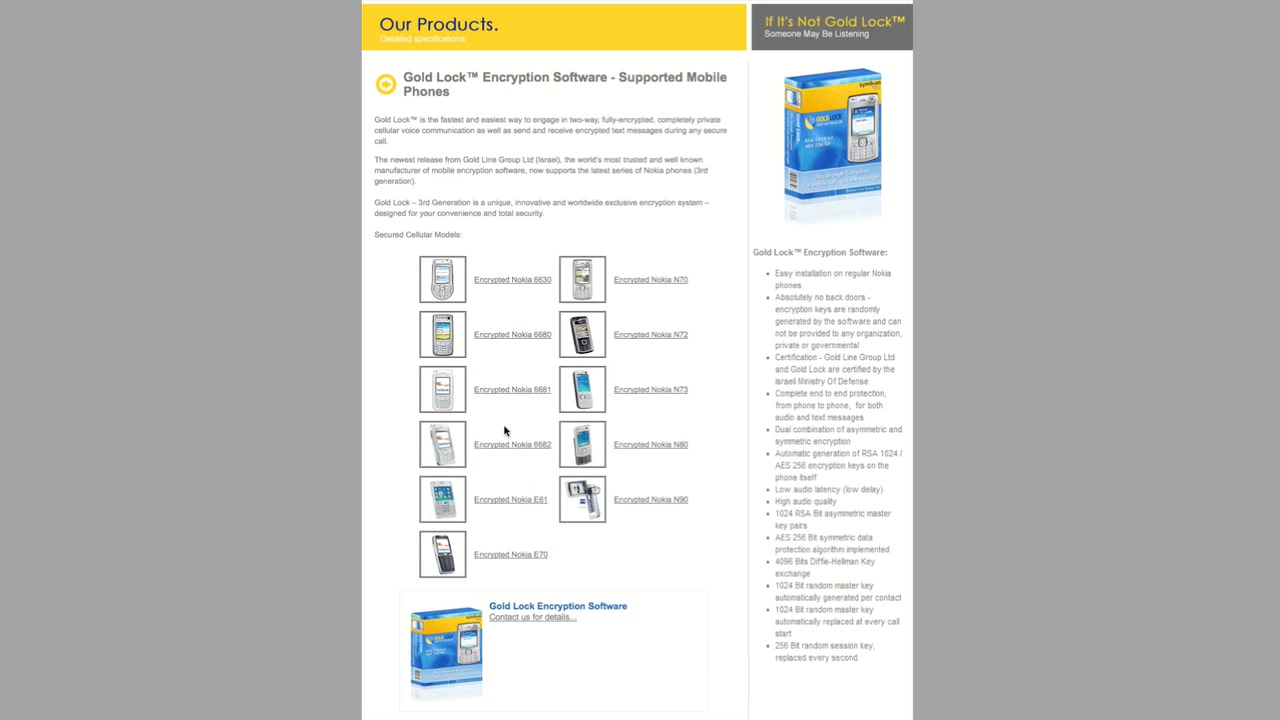 Our Products.
Detailed specifications
If It's Not Gold Lock™
Someone May Be Listening
Gold Lock™ Encryption Software - Supported Mobile
Phones
Gold Lock™ is the fastest and easiest way to engage in two-way, fully-encrypted, completely private
cellular voice communication as well as send and receive encrypted text messages during any secure
call.
The newest release from Gold Line Group Ltd (Israel), the world's most trusted and well known
manufacturer of mobile encryption software, now supports the latest series of Nokia phones (3rd
generation).
Gold Lock – 3rd Generation is a unique, innovative and worldwide exclusive encryption system –
designed for your convenience and total security.
Secured Cellular Models:
Encrypted Nokia 6630
Encrypted Nokia N70
Encrypted Nokia 6680
Encrypted Nokia N72
Encrypted Nokia 6681
Encrypted Nokia N73
Encrypted Nokia 6682
Encrypted Nokia N80
Encrypted Nokia E61
Encrypted Nokia N90
Encrypted Nokia E70
Gold Lock Encryption Software
Contact us for details...
symbian
GOLD LOCK
RSA 1024 bit
AES 256 bit
Gold Lock™ Encryption Software:
Easy installation on regular Nokia
phones
Absolutely no back doors -
encryption keys are randomly
generated by the software and can
not be provided to any organization,
private or governmental
Certification - Gold Line Group Ltd
and Gold Lock are certified by the
Israeli Ministry Of Defense
Complete end to end protection,
from phone to phone, for both
audio and text messages
Dual combination of asymmetric and
symmetric encryption
Automatic generation of RSA 1024 /
AES 256 encryption keys on the
phone itself
Low audio latency (low delay)
High audio quality
1024 RSA Bit asymmetric master
key pairs
AES 256 Bit symmetric data
protection algorithm implemented
4096 Bits Diffie-Hellman Key
exchange
1024 Bit random master key
automatically generated per contact
1024 Bit random master key
automatically replaced at every call
start
256 Bit random session key,
replaced every second